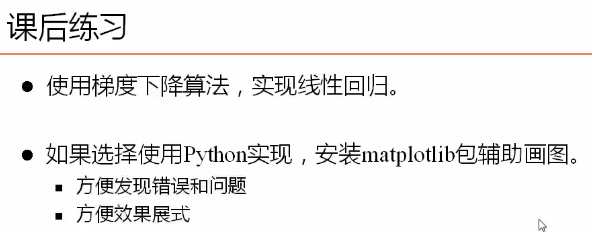 课后练习
使用梯度下降算法，实现线性回归。
如果选择使用Python实现，安装matplotlib包辅助画图。
方便发现错误和问题
方便效果展式